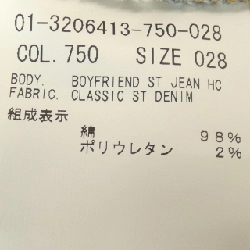 01-3206413-750-028
COL. 750 SIZE 028
BODY. BOYFRIEND ST JEAN HC
FABRIC. CLASSIC ST DENIM
組成表示
綿 98%
ポリウレタン 2%